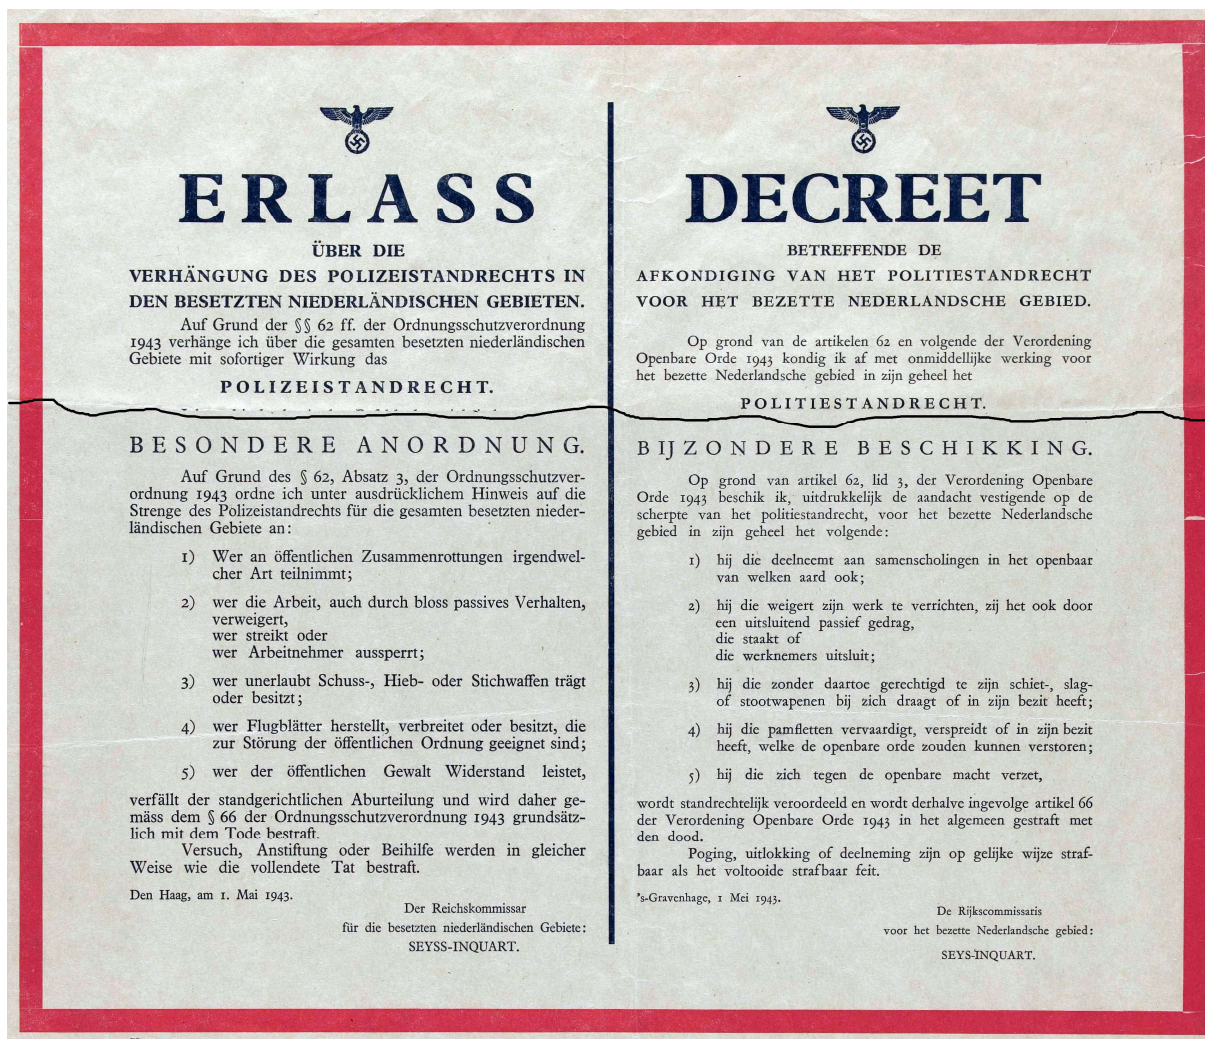 ERLASS
ÜBER DIE
VERHÄNGUNG DES POLIZEISTANDRECHTS IN
DEN BESETZTEN NIEDERLÄNDISCHEN GEBIETEN.
Auf Grund der §§ 62 ff. der Ordnungsschutzverordnung
1943 verhänge ich über die gesamten besetzten niederländischen
Gebiete mit sofortiger Wirkung das
POLIZEISTANDRECHT.
BESONDERE ANORDNUNG.
Auf Grund des § 62, Absatz 3, der Ordnungsschutzver-
ordnung 1943 ordne ich unter ausdrücklichem Hinweis auf die
Strenge des Polizeistandrechts für die gesamten besetzten nieder-
ländischen Gebiete an:
1) Wer an öffentlichen Zusammenrottungen irgendwel-
cher Art teilnimmt;
2) wer die Arbeit, auch durch bloss passives Verhalten,
verweigert,
wer streikt oder
wer Arbeitnehmer aussperrt;
3) wer unerlaubt Schuss-, Hieb- oder Stichwaffen trägt
oder besitzt;
4) wer Flugblätter herstellt, verbreitet oder besitzt, die
zur Störung der öffentlichen Ordnung geeignet sind;
5) wer der öffentlichen Gewalt Widerstand leistet,
verfällt der standgerichtlichen Aburteilung und wird daher ge-
mäss dem § 66 der Ordnungsschutzverordnung 1943 grundsätz-
lich mit dem Tode bestraft.
Versuch, Anstiftung oder Beihilfe werden in gleicher
Weise wie die vollendete Tat bestraft.
Den Haag, am 1. Mai 1943.
Der Reichskommissar
für die besetzten niederländischen Gebiete:
SEYSS-INQUART.
DECREET
BETREFFENDE DE
AFKONDIGING VAN HET POLITIESTANDRECHT
VOOR HET BEZETTE NEDERLANDSCHE GEBIED.
Op grond van de artikelen 62 en volgende der Verordening
Openbare Orde 1943 kondig ik af met onmiddellijke werking voor
het bezette Nederlandsche gebied in zijn geheel het
POLITIESTANDRECHT.
BIJZONDERE BESCHIKKING.
Op grond van artikel 62, lid 3, der Verordening Openbare
Orde 1943 beschik ik, uitdrukkelijk de aandacht vestigende op de
scherpte van het politiestandrecht, voor het bezette Nederlandsche
gebied in zijn geheel het volgende:
1) hij die deelneemt aan samenscholingen in het openbaar
van welken aard ook;
2) hij die weigert zijn werk te verrichten, zij het ook door
een uitsluitend passief gedrag,
die staakt of
die werknemers uitsluit;
3) hij die zonder daartoe gerechtigd te zijn schiet-, slag-
of stootwapenen bij zich draagt of in zijn bezit heeft;
4) hij die pamfletten vervaardigt, verspreidt of in zijn bezit
heeft, welke de openbare orde zouden kunnen verstoren;
5) hij die zich tegen de openbare macht verzet,
wordt standrechtelijk veroordeeld en wordt derhalve ingevolge artikel 66
der Verordening Openbare Orde 1943 in het algemeen gestraft met
den dood.
Poging, uitlokking of deelneming zijn op gelijke wijze straf-
baar als het voltooide strafbaar feit.
's-Gravenhage, 1 Mei 1943.
De Rijkscommissaris
voor het bezette Nederlandsche gebied:
SEYS-INQUART.